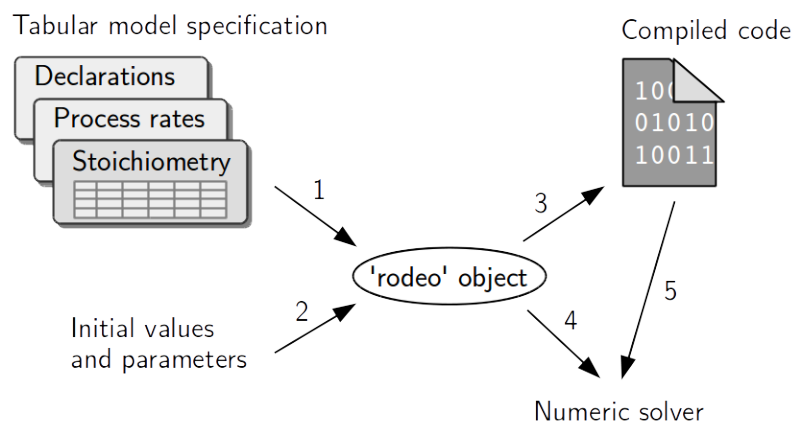 Tabular model specification
Declarations
Process rates
Stoichiometry
Compiled code
10
01010
10011
1
3
'rodeo' object
2
Initial values
and parameters
4
5
Numeric solver